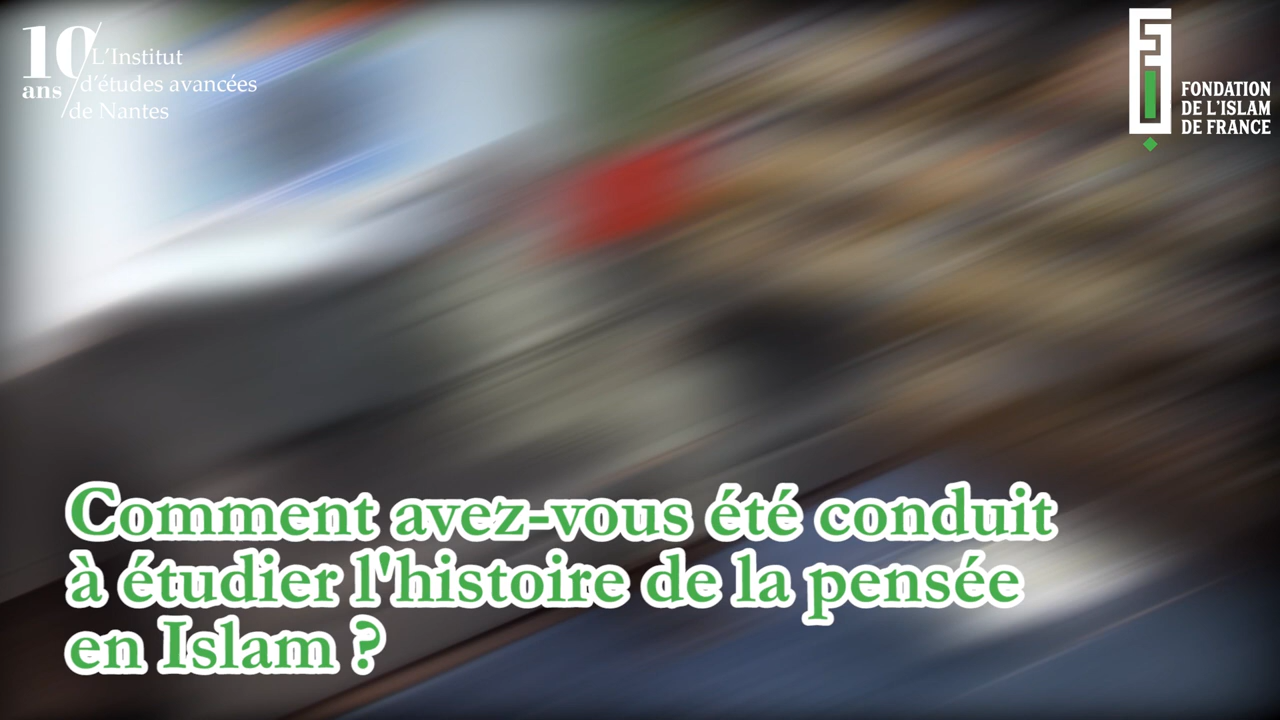 10 ans
L'Institut
d'études avancées
de Nantes
FONDATION
DE L'ISLAM
DE FRANCE
Comment avez-vous été conduit
à étudier l'histoire de la pensée
en Islam ?